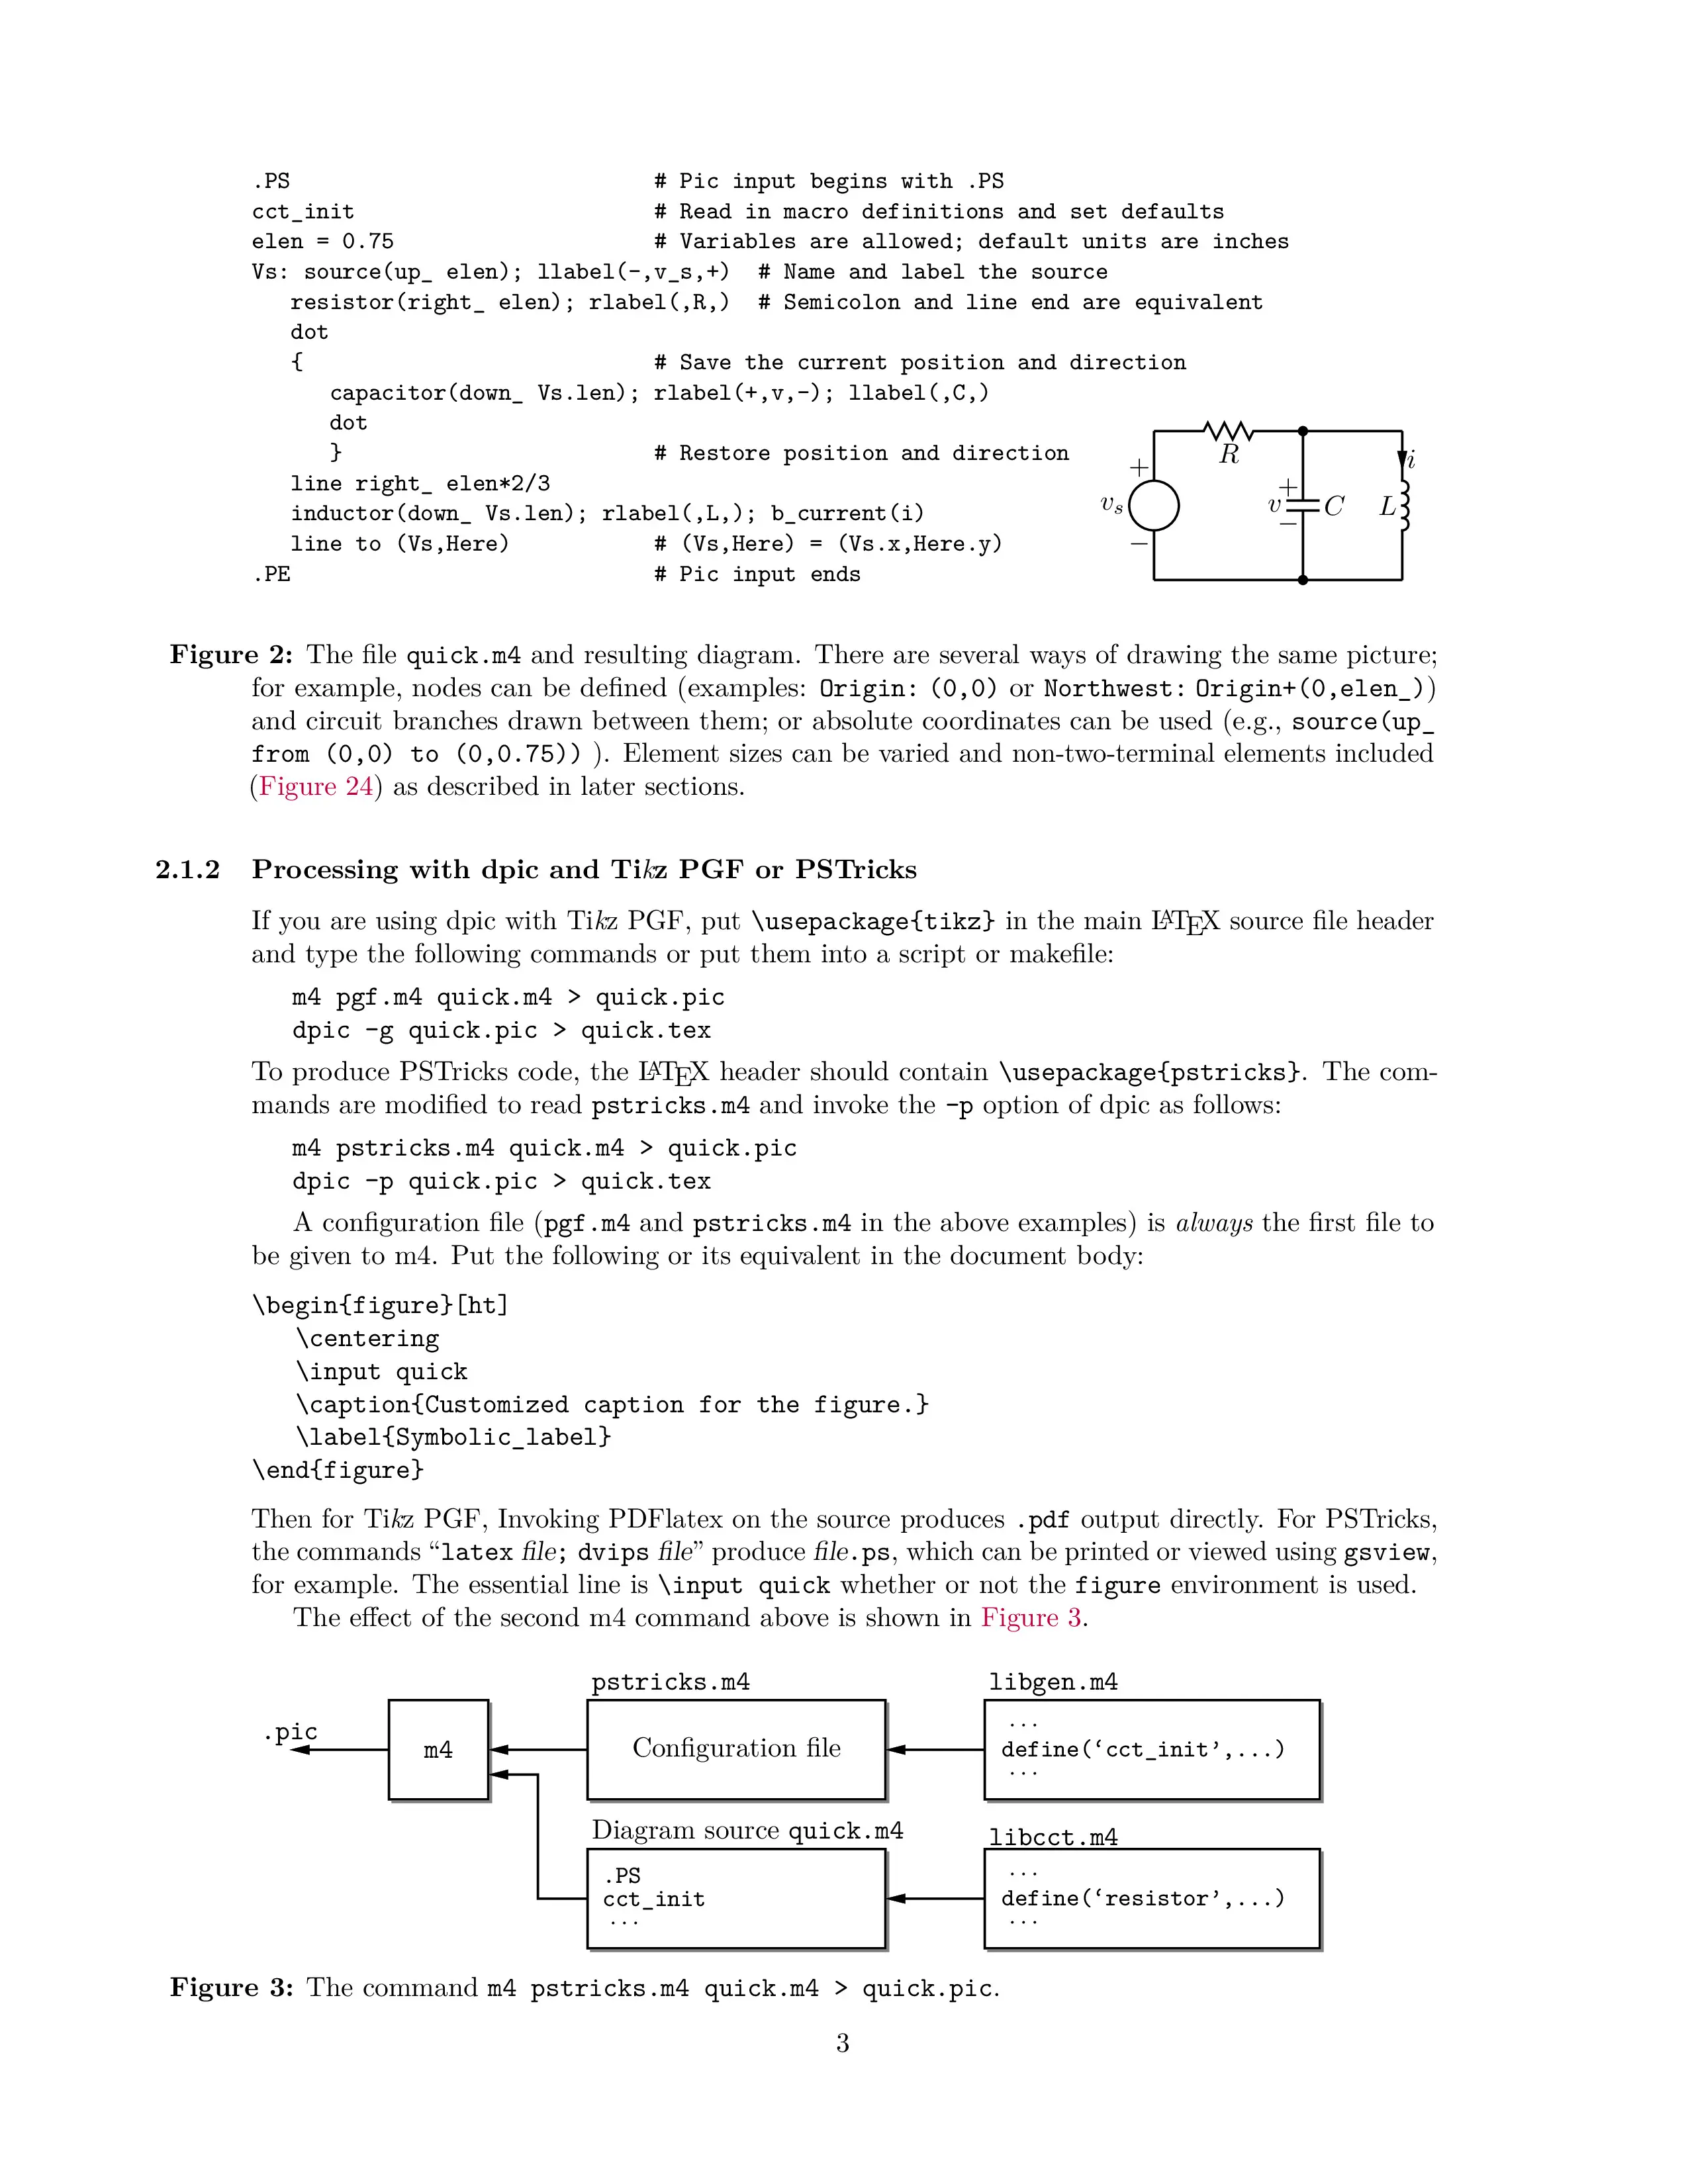 .PS # Pic input begins with .PS
cct_init # Read in macro definitions and set defaults
elen = 0.75 # Variables are allowed; default units are inches
Vs: source(up_ elen); llabel(-,v_s,+) # Name and label the source
resistor(right_ elen); rlabel(,R,) # Semicolon and line end are equivalent
dot
{ # Save the current position and direction
capacitor(down_ Vs.len); rlabel(+,v,-); llabel(,C,)
dot
} # Restore position and direction
line right_ elen*2/3
inductor(down_ Vs.len); rlabel(,L,); b_current(i)
line to (Vs,Here) # (Vs,Here) = (Vs.x,Here.y)
.PE # Pic input ends
R
i
+
+
vs
v
C
L
−
−
Figure 2: The file quick.m4 and resulting diagram. There are several ways of drawing the same picture;
for example, nodes can be defined (examples: Origin: (0,0) or Northwest: Origin+(0,elen_))
and circuit branches drawn between them; or absolute coordinates can be used (e.g., source(up_
from (0,0) to (0,0.75)) ). Element sizes can be varied and non-two-terminal elements included
(Figure 24) as described in later sections.
2.1.2 Processing with dpic and Tikz PGF or PSTricks
If you are using dpic with Tikz PGF, put \usepackage{tikz} in the main LATEX source file header
and type the following commands or put them into a script or makefile:
m4 pgf.m4 quick.m4 > quick.pic
dpic -g quick.pic > quick.tex
To produce PSTricks code, the LATEX header should contain \usepackage{pstricks}. The com-
mands are modified to read pstricks.m4 and invoke the -p option of dpic as follows:
m4 pstricks.m4 quick.m4 > quick.pic
dpic -p quick.pic > quick.tex
A configuration file (pgf.m4 and pstricks.m4 in the above examples) is always the first file to
be given to m4. Put the following or its equivalent in the document body:
\begin{figure}[ht]
\centering
\input quick
\caption{Customized caption for the figure.}
\label{Symbolic_label}
\end{figure}
Then for Tikz PGF, Invoking PDFlatex on the source produces .pdf output directly. For PSTricks,
the commands “latex file; dvips file” produce file.ps, which can be printed or viewed using gsview,
for example. The essential line is \input quick whether or not the figure environment is used.
The effect of the second m4 command above is shown in Figure 3.
pstricks.m4 libgen.m4
...
.pic m4 Configuration file define(‘cct_init’,...)
...
Diagram source quick.m4 libcct.m4
.PS ...
cct_init define(‘resistor’,...)
... ...
Figure 3: The command m4 pstricks.m4 quick.m4 > quick.pic.
3